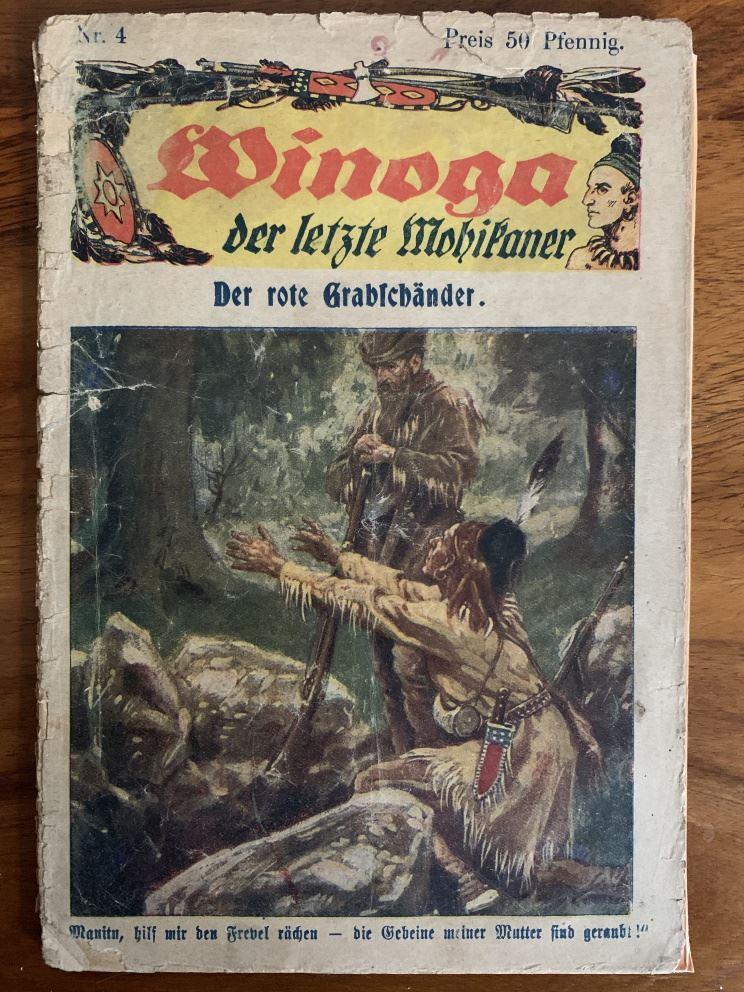 Nr. 4
Preis 50 Pfennig.
Winoga
der letzte Mohikaner
Der rote Grabschänder.
Manitu, hilf mir den Frevel rächen — die Gebeine meiner Mutter sind geraubt!"